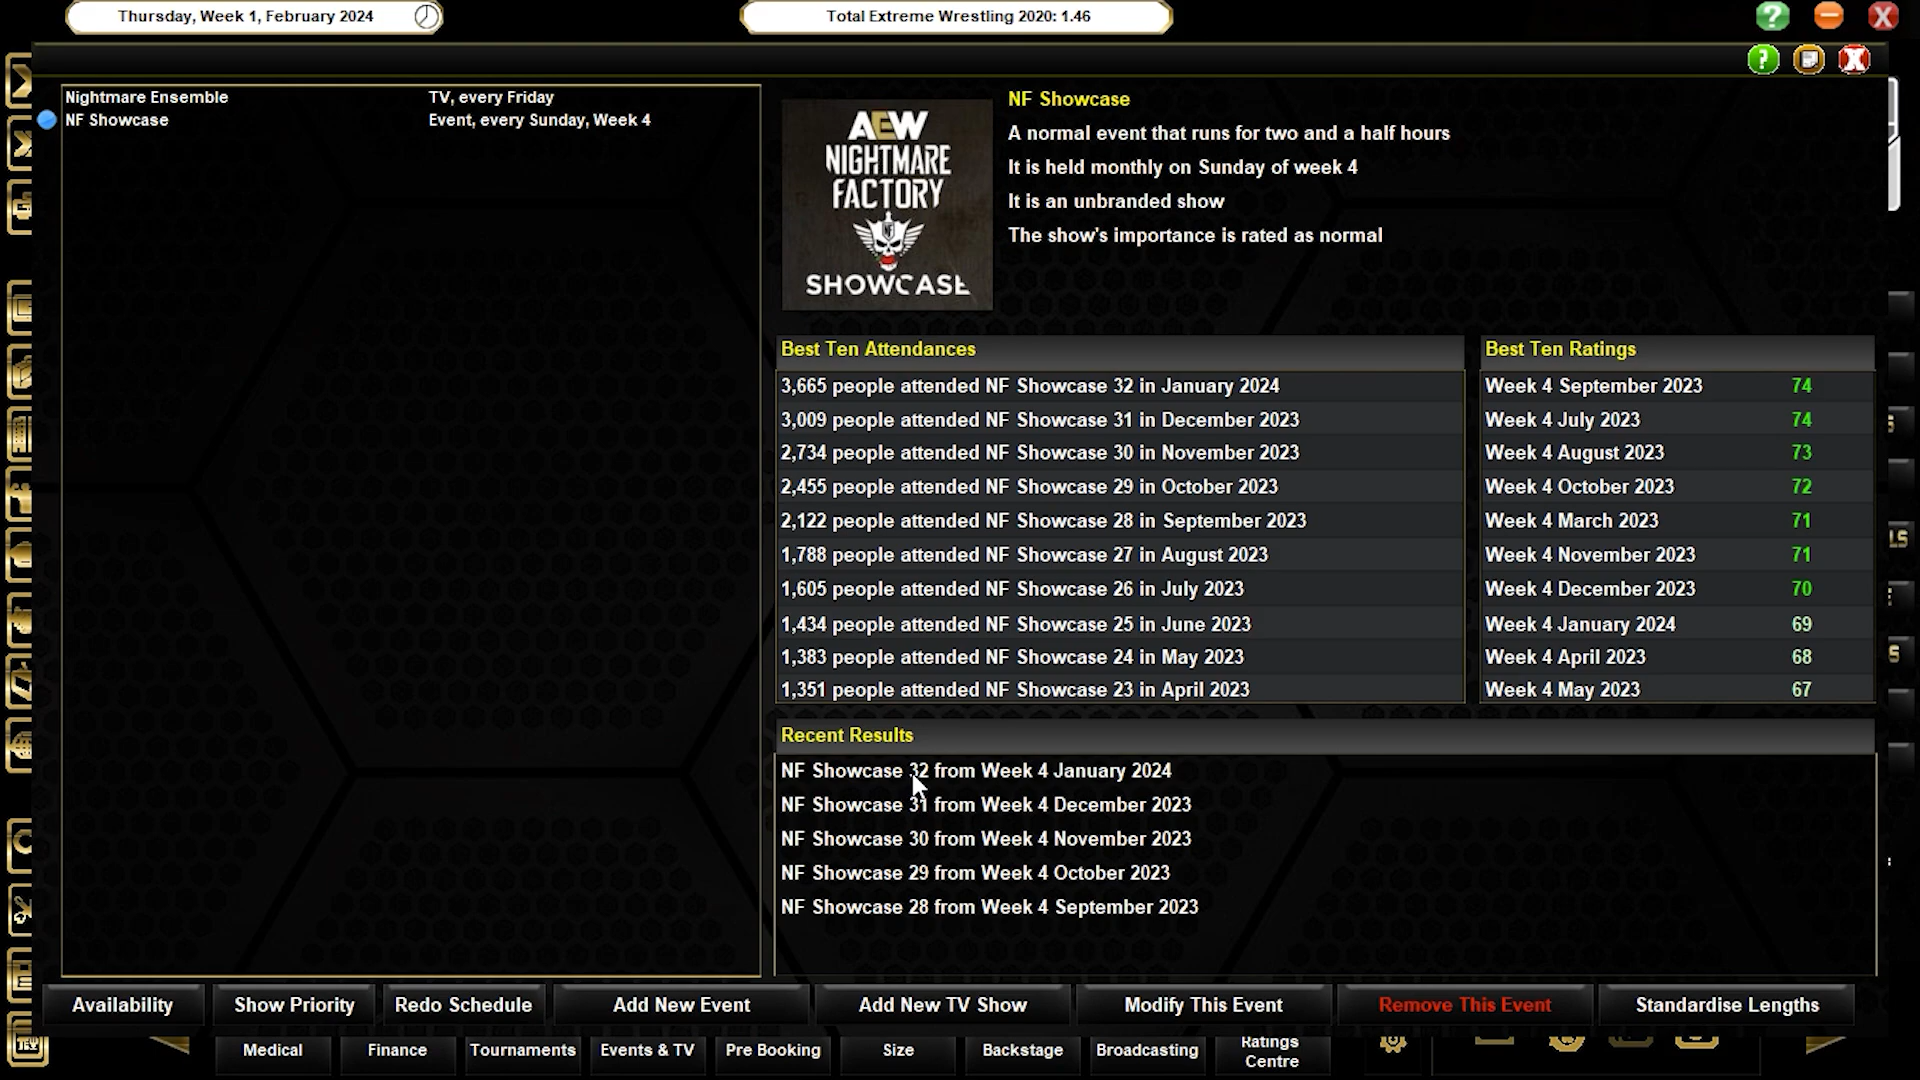 Thursday, Week 1, February 2024
Total Extreme Wrestling 2020: 1.46
Nightmare Ensemble TV, every Friday
NF Showcase Event, every Sunday, Week 4
AEW
NIGHTMARE
FACTORY
NF
SHOWCASE
NF Showcase
A normal event that runs for two and a half hours
It is held monthly on Sunday of week 4
It is an unbranded show
The show's importance is rated as normal
Best Ten Attendances
3,665 people attended NF Showcase 32 in January 2024
3,009 people attended NF Showcase 31 in December 2023
2,734 people attended NF Showcase 30 in November 2023
2,455 people attended NF Showcase 29 in October 2023
2,122 people attended NF Showcase 28 in September 2023
1,788 people attended NF Showcase 27 in August 2023
1,605 people attended NF Showcase 26 in July 2023
1,434 people attended NF Showcase 25 in June 2023
1,383 people attended NF Showcase 24 in May 2023
1,351 people attended NF Showcase 23 in April 2023
Best Ten Ratings
Week 4 September 2023 74
Week 4 July 2023 74
Week 4 August 2023 73
Week 4 October 2023 72
Week 4 March 2023 71
Week 4 November 2023 71
Week 4 December 2023 70
Week 4 January 2024 69
Week 4 April 2023 68
Week 4 May 2023 67
Recent Results
NF Showcase 32 from Week 4 January 2024
NF Showcase 31 from Week 4 December 2023
NF Showcase 30 from Week 4 November 2023
NF Showcase 29 from Week 4 October 2023
NF Showcase 28 from Week 4 September 2023
Availability
Show Priority
Redo Schedule
Add New Event
Add New TV Show
Modify This Event
Remove This Event
Standardise Lengths
Medical
Finance
Tournaments
Events & TV
Pre Booking
Size
Backstage
Broadcasting
Ratings
Centre